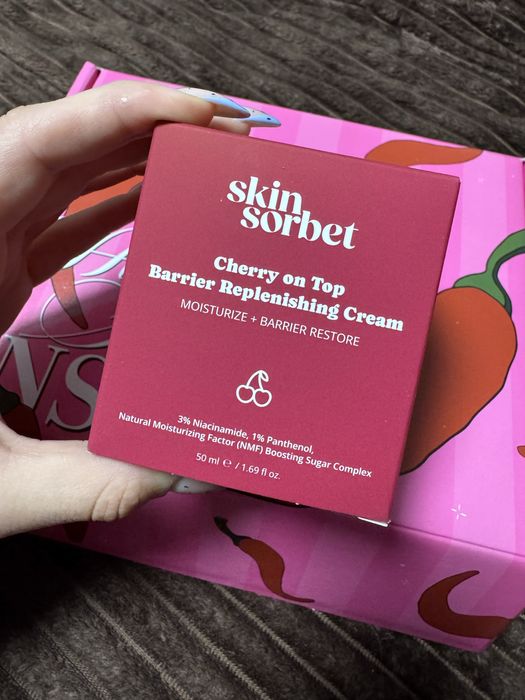 skin
sorbet
Cherry on Top
Barrier Replenishing Cream
MOISTURIZE + BARRIER RESTORE
3% Niacinamide, 1% Panthenol,
Natural Moisturizing Factor (NMF) Boosting Sugar Complex
50 ml ℮ / 1.69 fl oz.